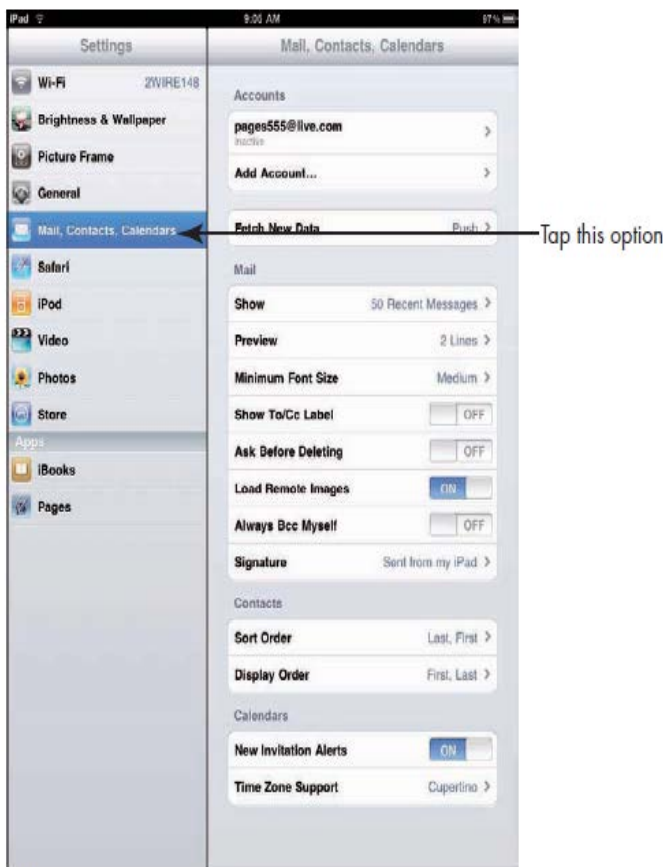 iPad 9:00 AM 97%
Settings
Wi-Fi 2WIRE148
Brightness & Wallpaper
Picture Frame
General
Mail, Contacts, Calendars
Safari
iPod
Video
Photos
Store
Apps
iBooks
Pages
Mail, Contacts, Calendars
Accounts
pages555@live.com
Inactive
Add Account...
Fetch New Data Push
Mail
Show 50 Recent Messages
Preview 2 Lines
Minimum Font Size Medium
Show To/Cc Label OFF
Ask Before Deleting OFF
Load Remote Images ON
Always Bcc Myself OFF
Signature Sent from my iPad
Contacts
Sort Order Last, First
Display Order First, Last
Calendars
New Invitation Alerts ON
Time Zone Support Cupertino
Tap this option